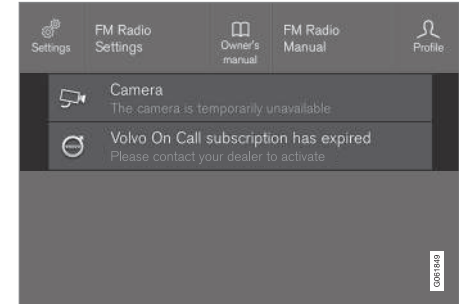 Settings
FM Radio
Settings
Owner's
manual
FM Radio
Manual
Profile
Camera
The camera is temporarily unavailable
Volvo On Call subscription has expired
Please contact your dealer to activate
G061849